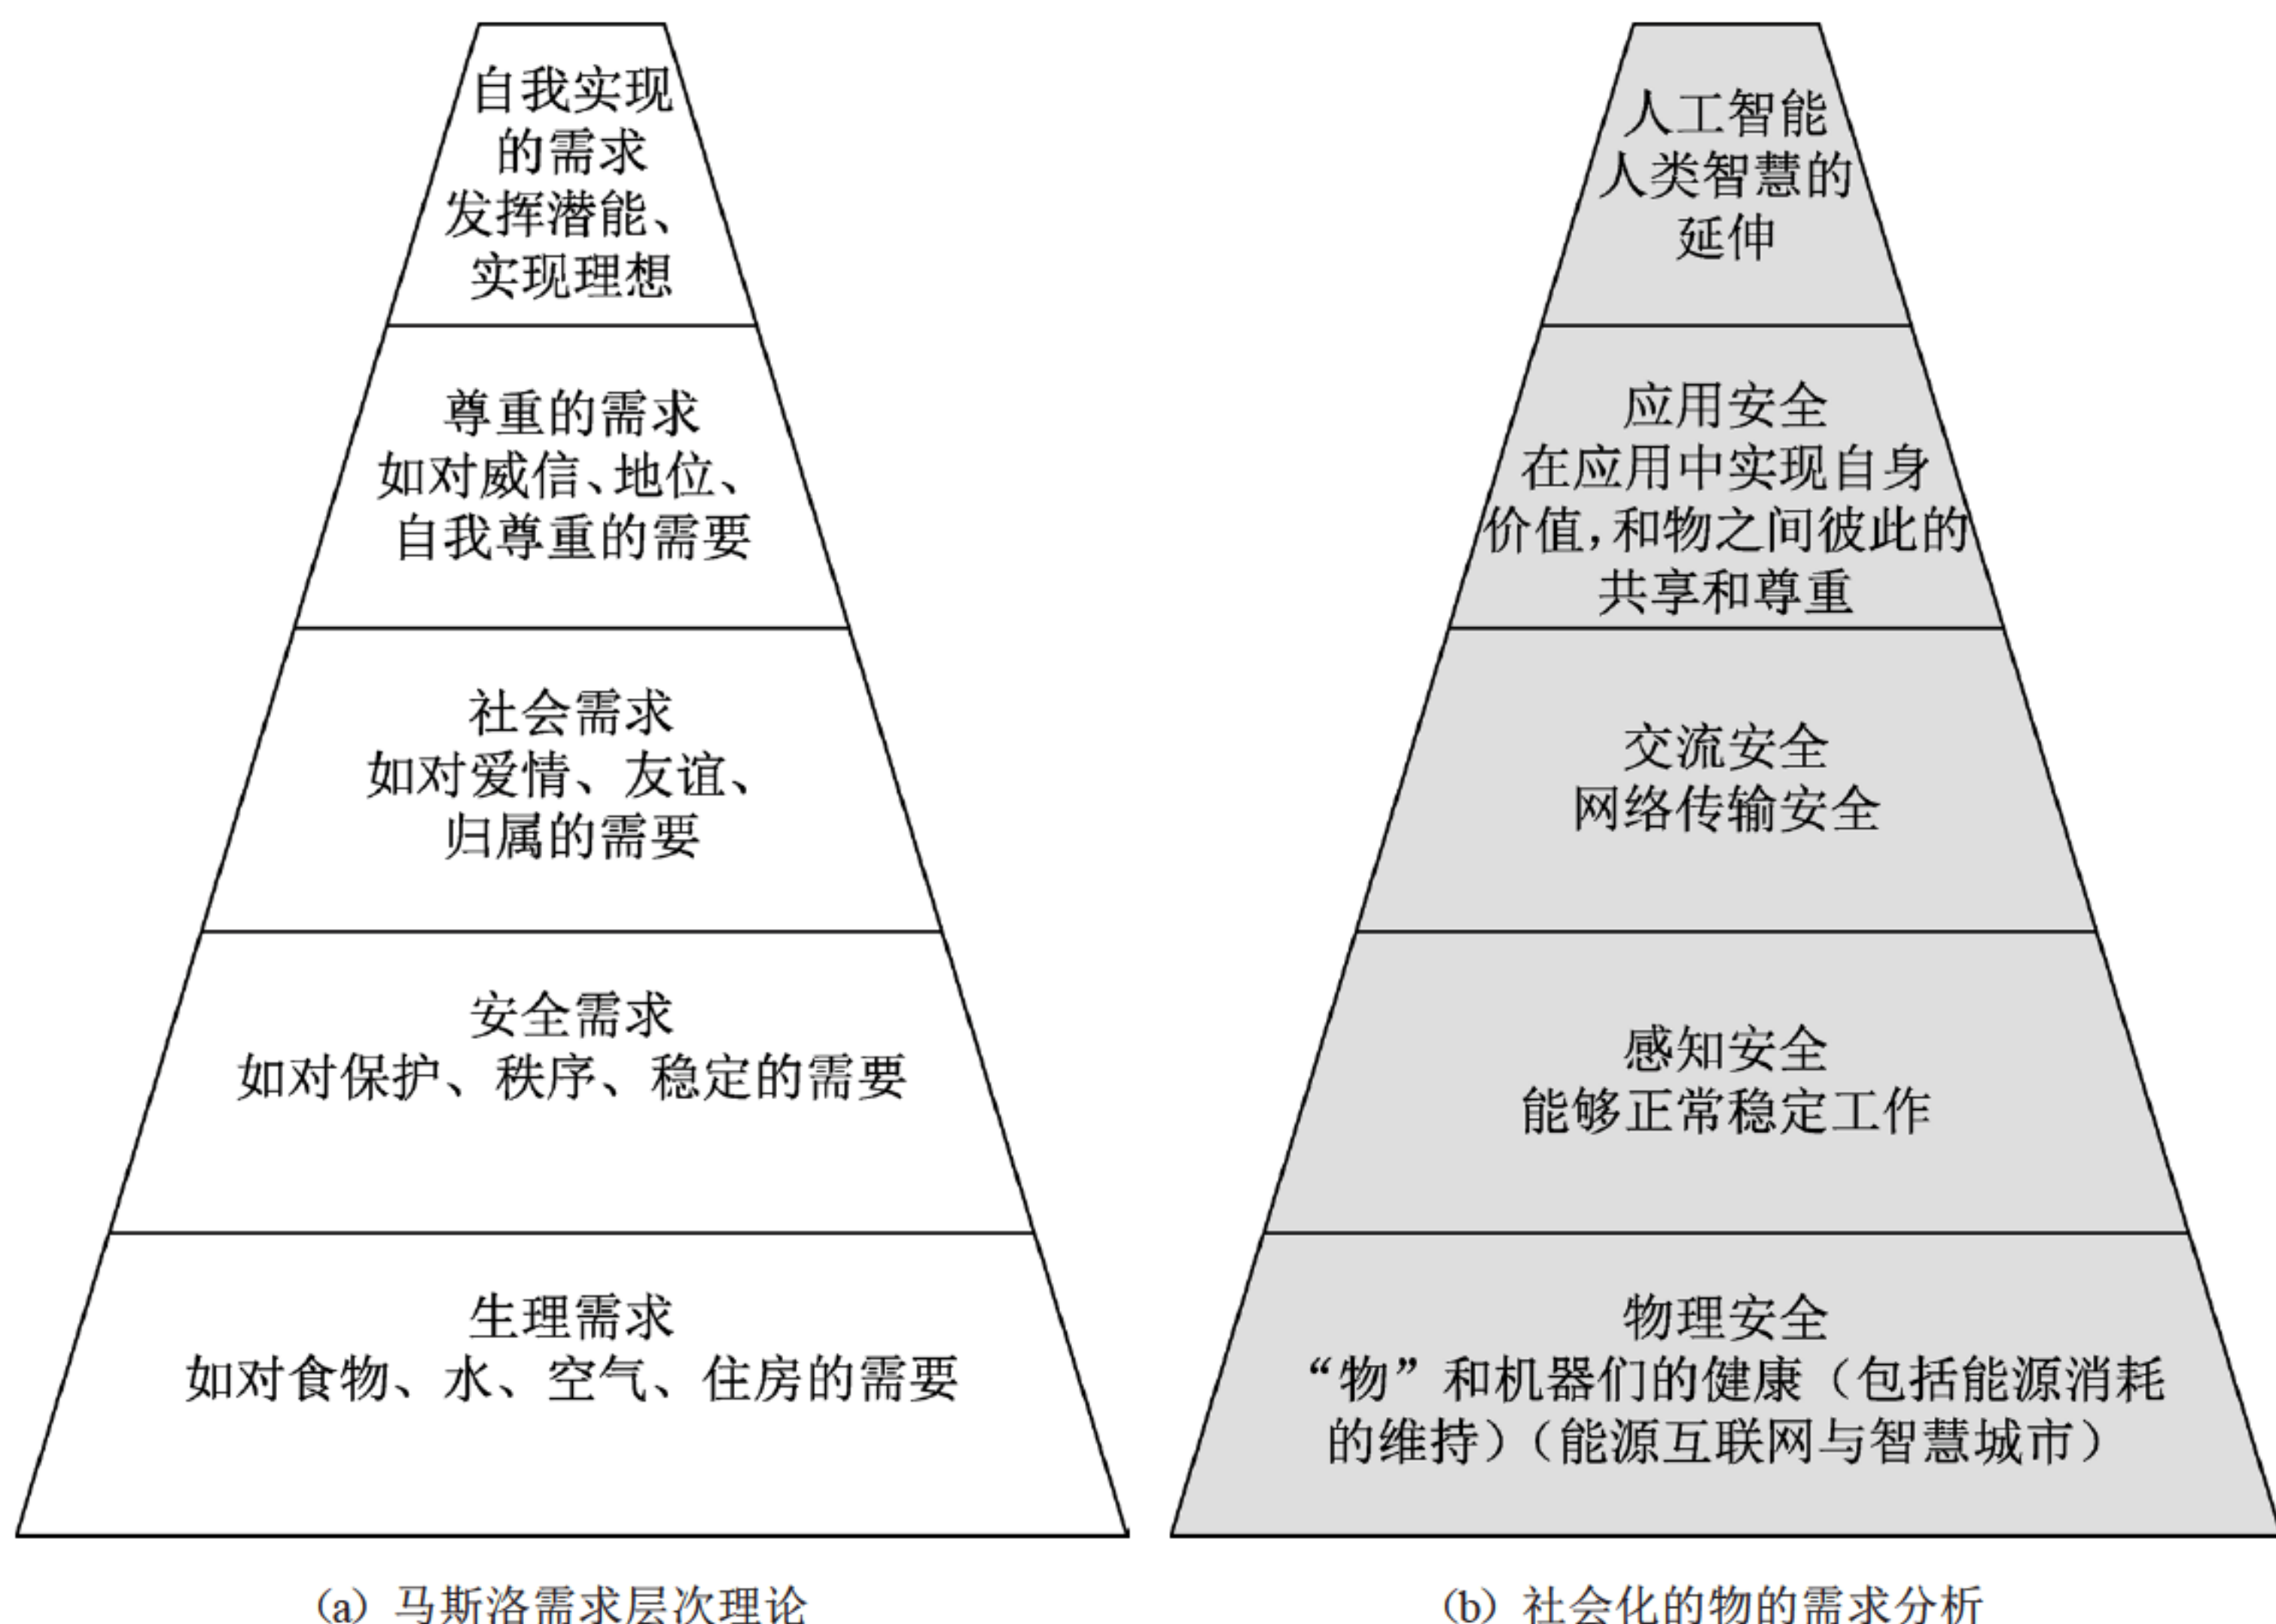 自我实现
的需求
发挥潜能、
实现理想
尊重的需求
如对威信、地位、
自我尊重的需要
社会需求
如对爱情、友谊、
归属的需要
安全需求
如对保护、秩序、稳定的需要
生理需求
如对食物、水、空气、住房的需要
(a) 马斯洛需求层次理论
人工智能
人类智慧的
延伸
应用安全
在应用中实现自身
价值,和物之间彼此的
共享和尊重
交流安全
网络传输安全
感知安全
能够正常稳定工作
物理安全
“物”和机器们的健康（包括能源消耗
的维持）（能源互联网与智慧城市）
(b) 社会化的物的需求分析